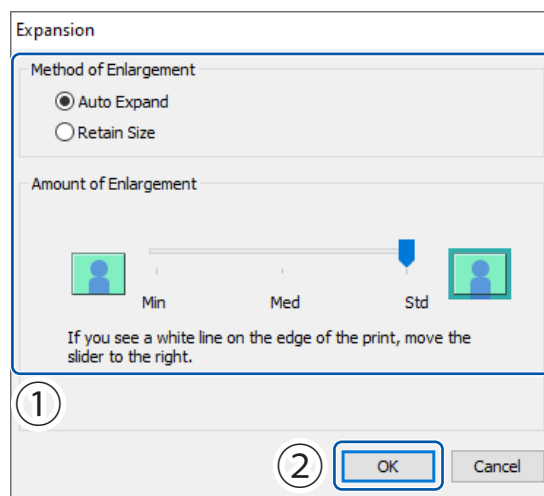 Expansion
Method of Enlargement
Auto Expand
Retain Size
Amount of Enlargement
Min Med Std
If you see a white line on the edge of the print, move the
slider to the right.
①
② OK Cancel